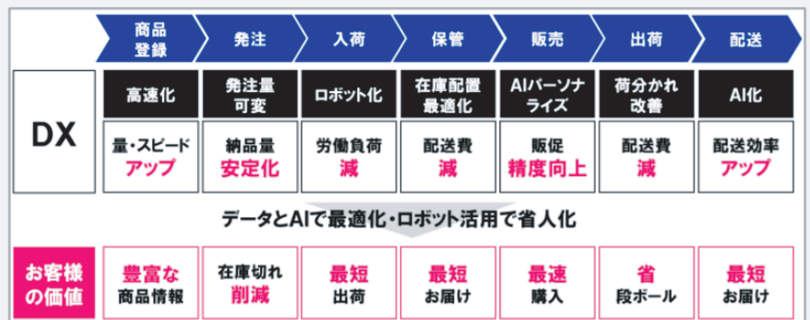 商品
登録
発注
入荷
保管
販売
出荷
配送
DX
高速化
発注量
可変
ロボット化
在庫配置
最適化
AIパーソナ
ライズ
荷分かれ
改善
AI化
量・スピード
アップ
納品量
安定化
労働負荷
減
配送費
減
販促
精度向上
配送費
減
配送効率
アップ
データとAIで最適化・ロボット活用で省人化
お客様
の価値
豊富な
商品情報
在庫切れ
削減
最短
出荷
最短
お届け
最速
購入
省
段ボール
最短
お届け